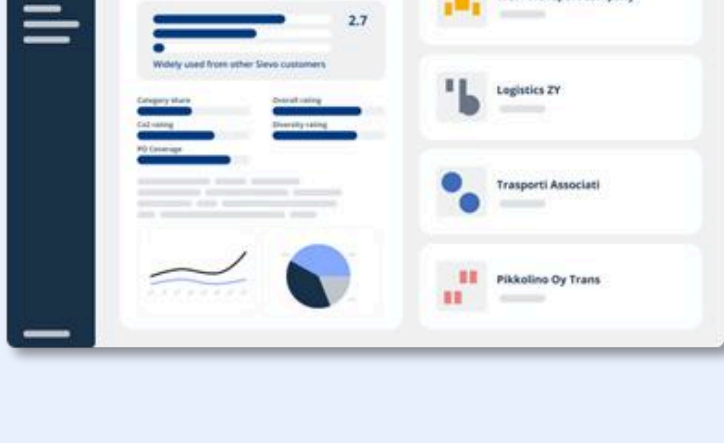 2.7
Widely used from other Sievo customers
Category share
Overall rating
Co2 rating
Diversity rating
PO Coverage
Logistics ZY
Trasporti Associati
Pikkolino Oy Trans